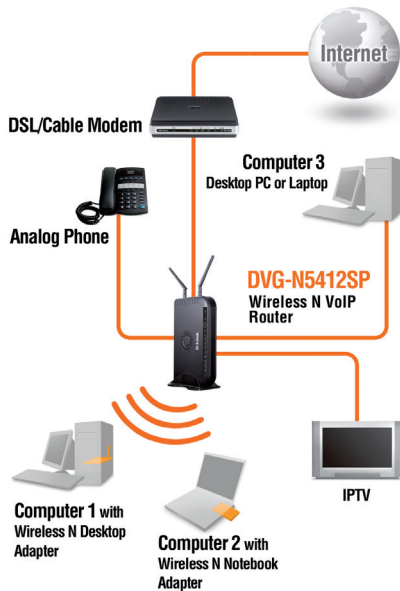 Internet
DSL/Cable Modem
Computer 3
Desktop PC or Laptop
Analog Phone
DVG-N5412SP
Wireless N VoIP
Router
IPTV
Computer 1 with
Wireless N Desktop
Adapter
Computer 2 with
Wireless N Notebook
Adapter